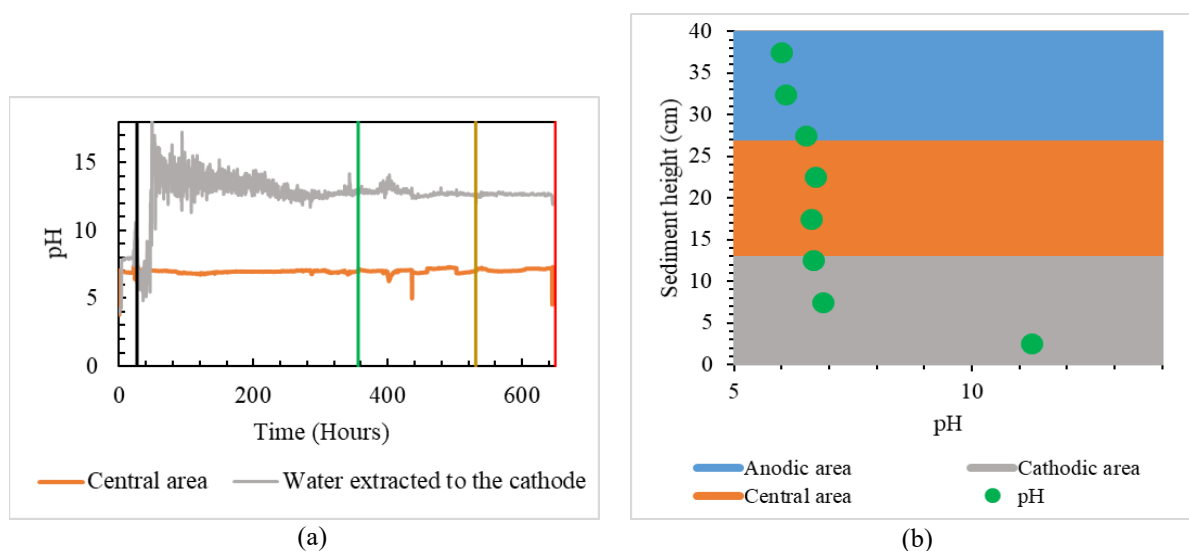 pH
15
10
5
0
0
200
400
600
Time (Hours)
Central area
Water extracted to the cathode
(a)
Sediment height (cm)
40
35
30
25
20
15
10
5
0
5
10
pH
Anodic area
Cathodic area
Central area
pH
(b)